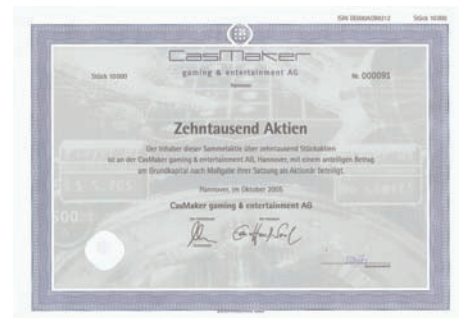 Stück 10300
CasMaker
gaming & entertainment AG
Hannover
Stück 10000
Nr. 000091
Zehntausend Aktien
Der Inhaber dieser Sammelaktie über zehntausend Stückaktien
ist an der CasMaker gaming & entertainment AG, Hannover, mit einem anteiligen Betrag
am Grundkapital nach Maßgabe ihrer Satzung als Aktionär beteiligt.
Hannover, im Oktober 2005
CasMaker gaming & entertainment AG